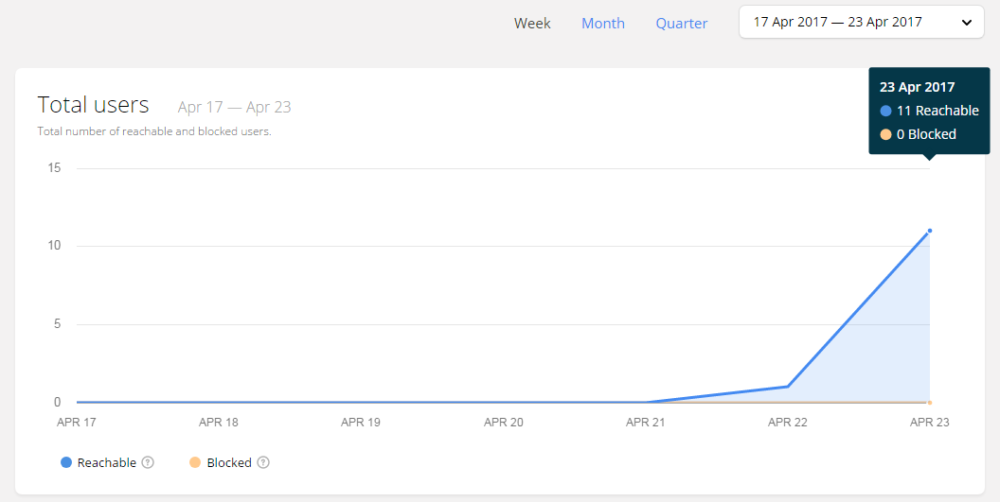 Week Month Quarter 17 Apr 2017 — 23 Apr 2017
Total users Apr 17 — Apr 23
Total number of reachable and blocked users.
23 Apr 2017
11 Reachable
0 Blocked
15
10
5
0
APR 17 APR 18 APR 19 APR 20 APR 21 APR 22 APR 23
Reachable ? Blocked ?